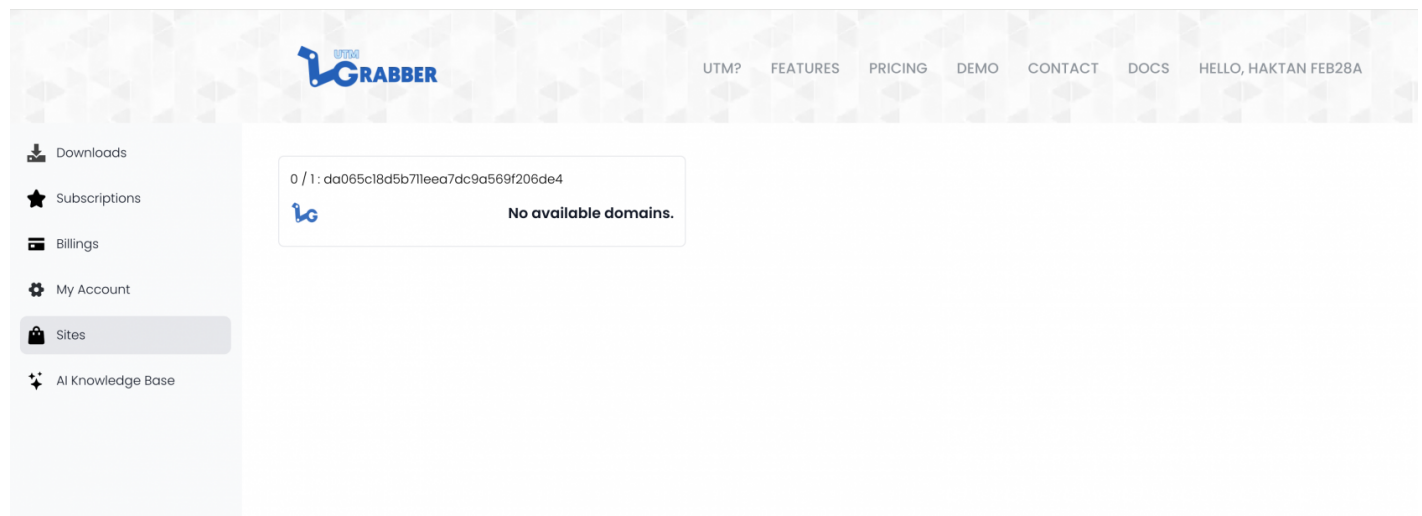 UTM
GRABBER
UTM? FEATURES PRICING DEMO CONTACT DOCS HELLO, HAKTAN FEB28A
Downloads
Subscriptions
Billings
My Account
Sites
AI Knowledge Base
0 / 1 : da065c18d5b711eea7dc9a569f206de4
G
No available domains.